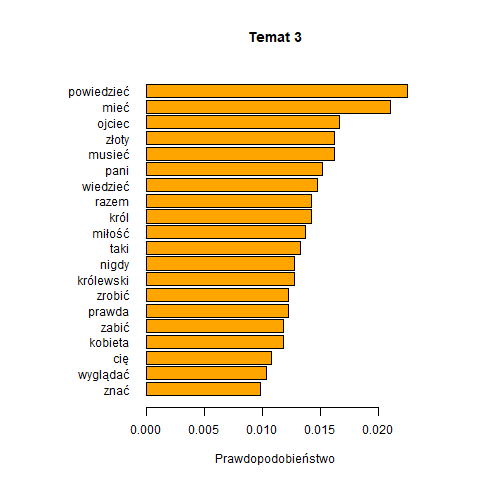 Temat 3
powiedzieć
mieć
ojciec
złoty
musieć
pani
wiedzieć
razem
król
miłość
taki
nigdy
królewski
zrobić
prawda
zabić
kobieta
cię
wyglądać
znać
0.000 0.005 0.010 0.015 0.020
Prawdopodobieństwo